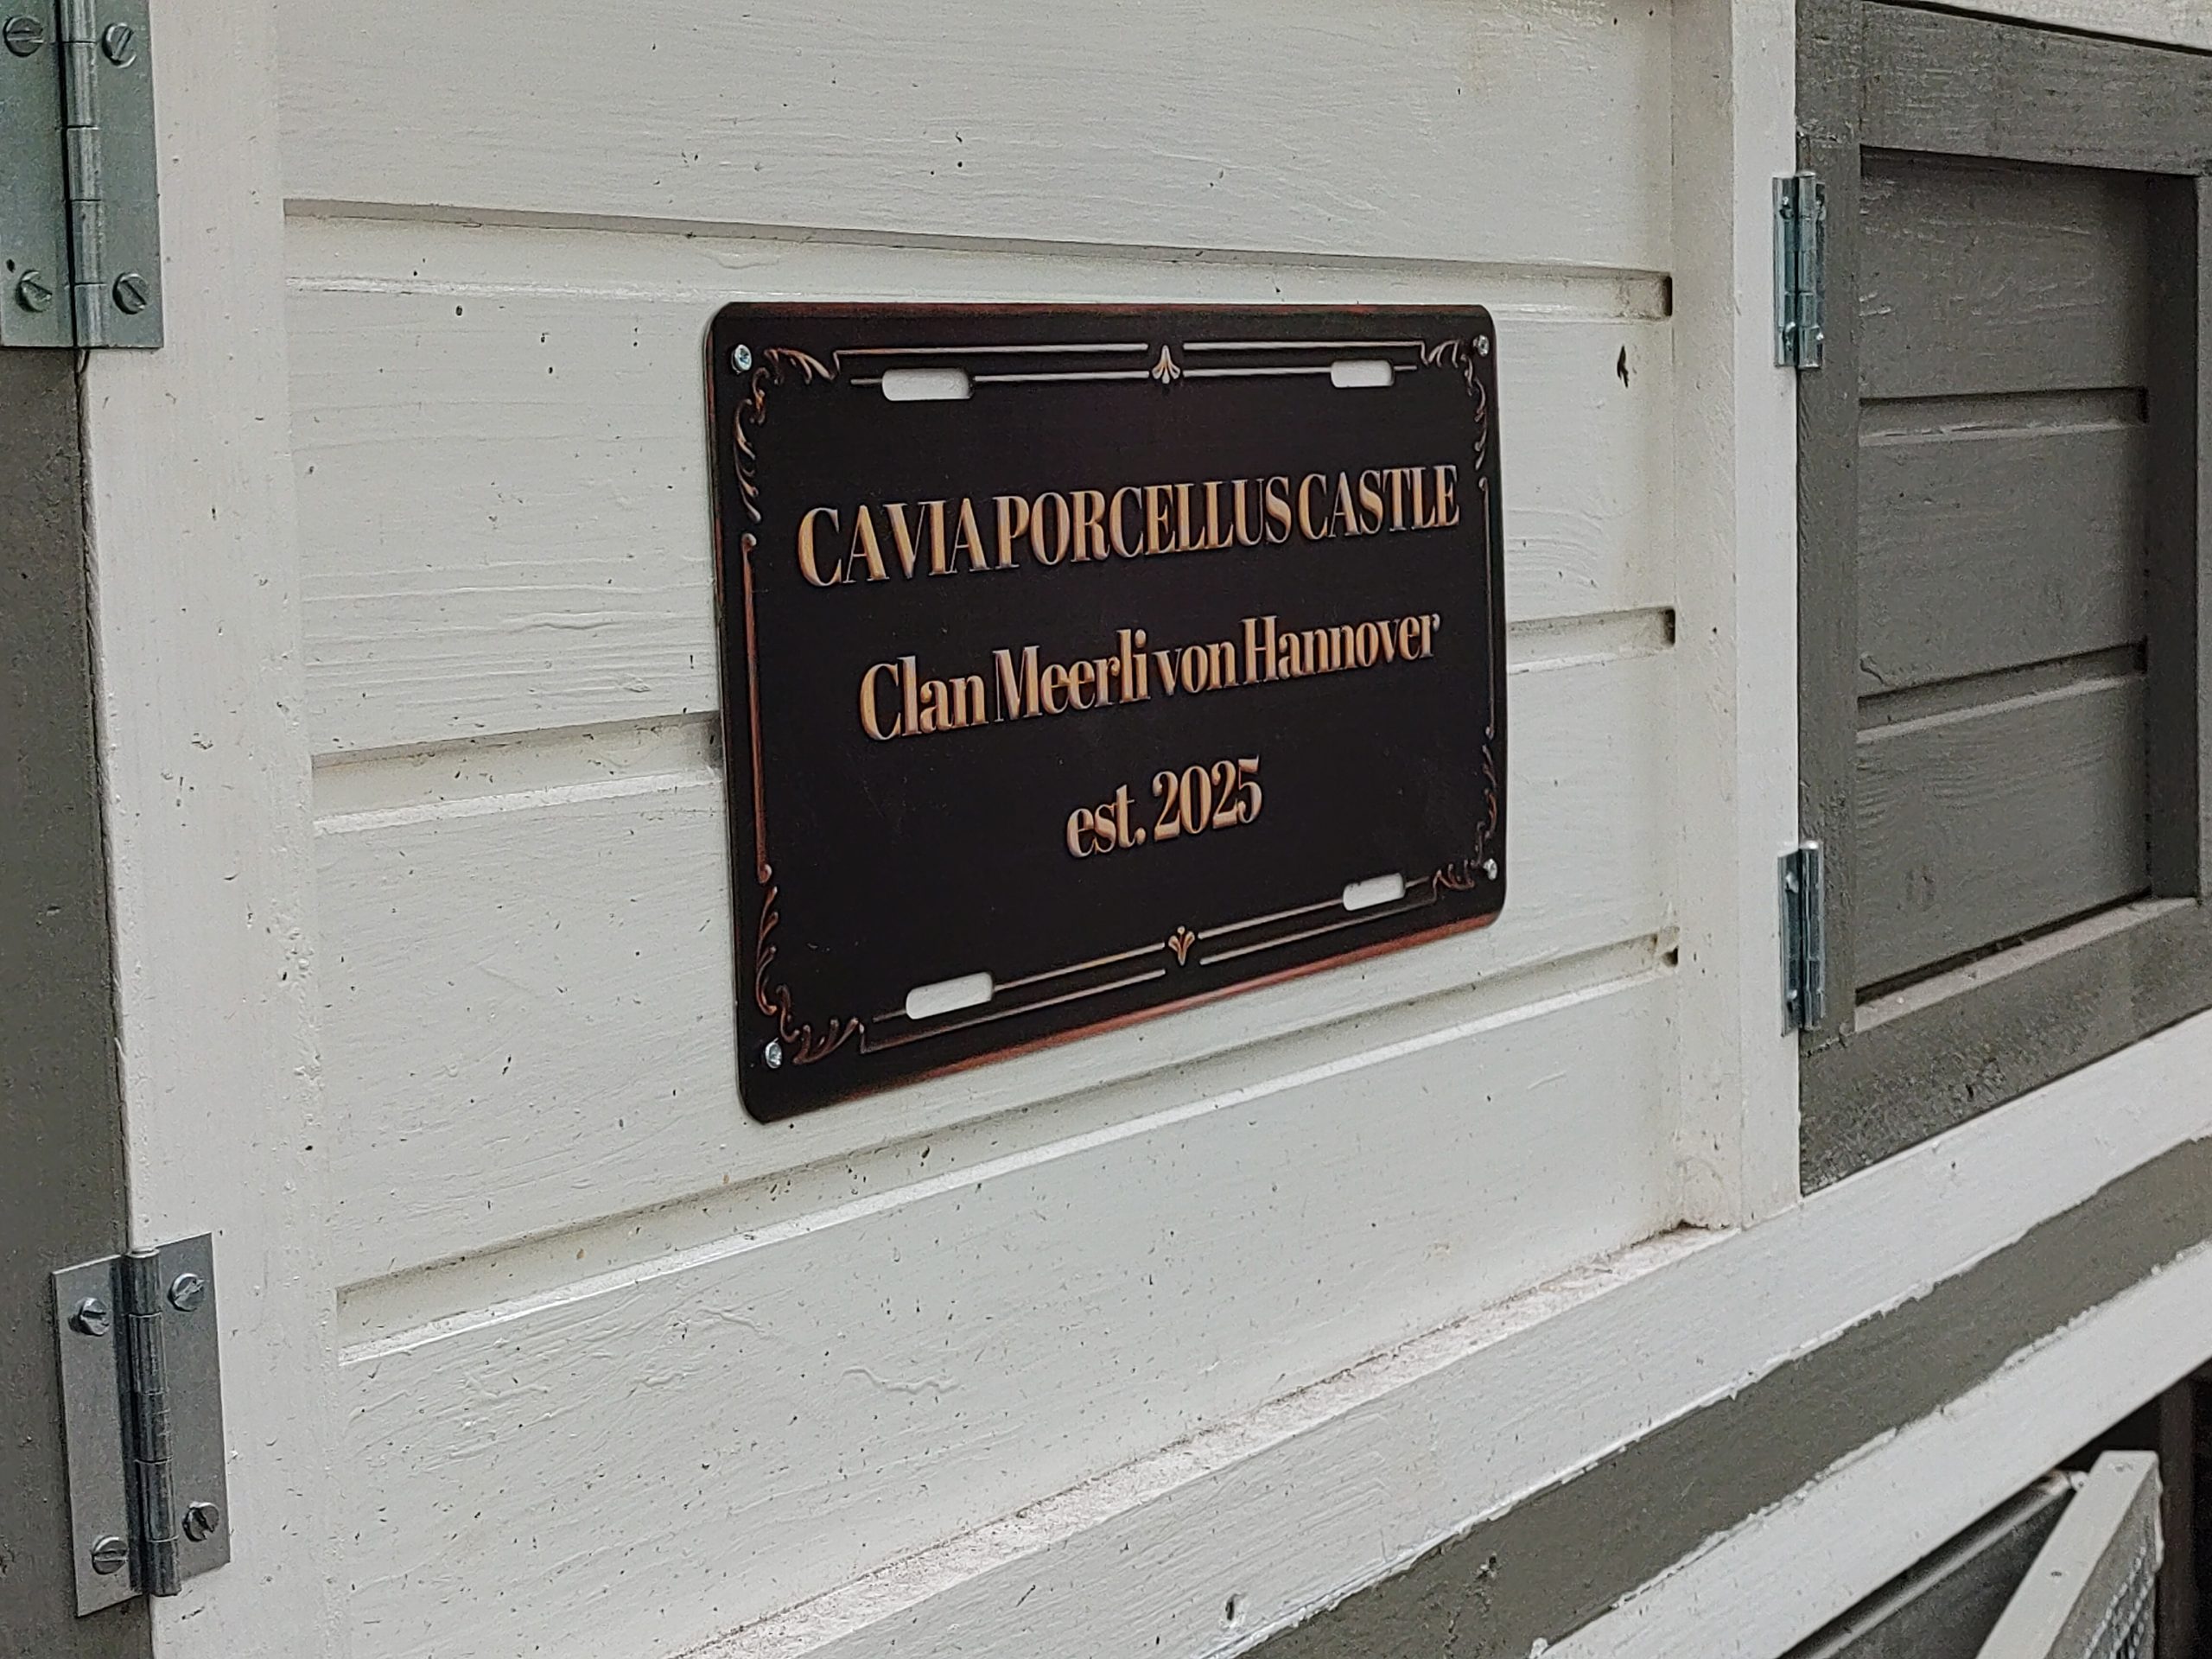 CAVIA PORCELLUS CASTLE
Clan Meerli von Hannover
est. 2025